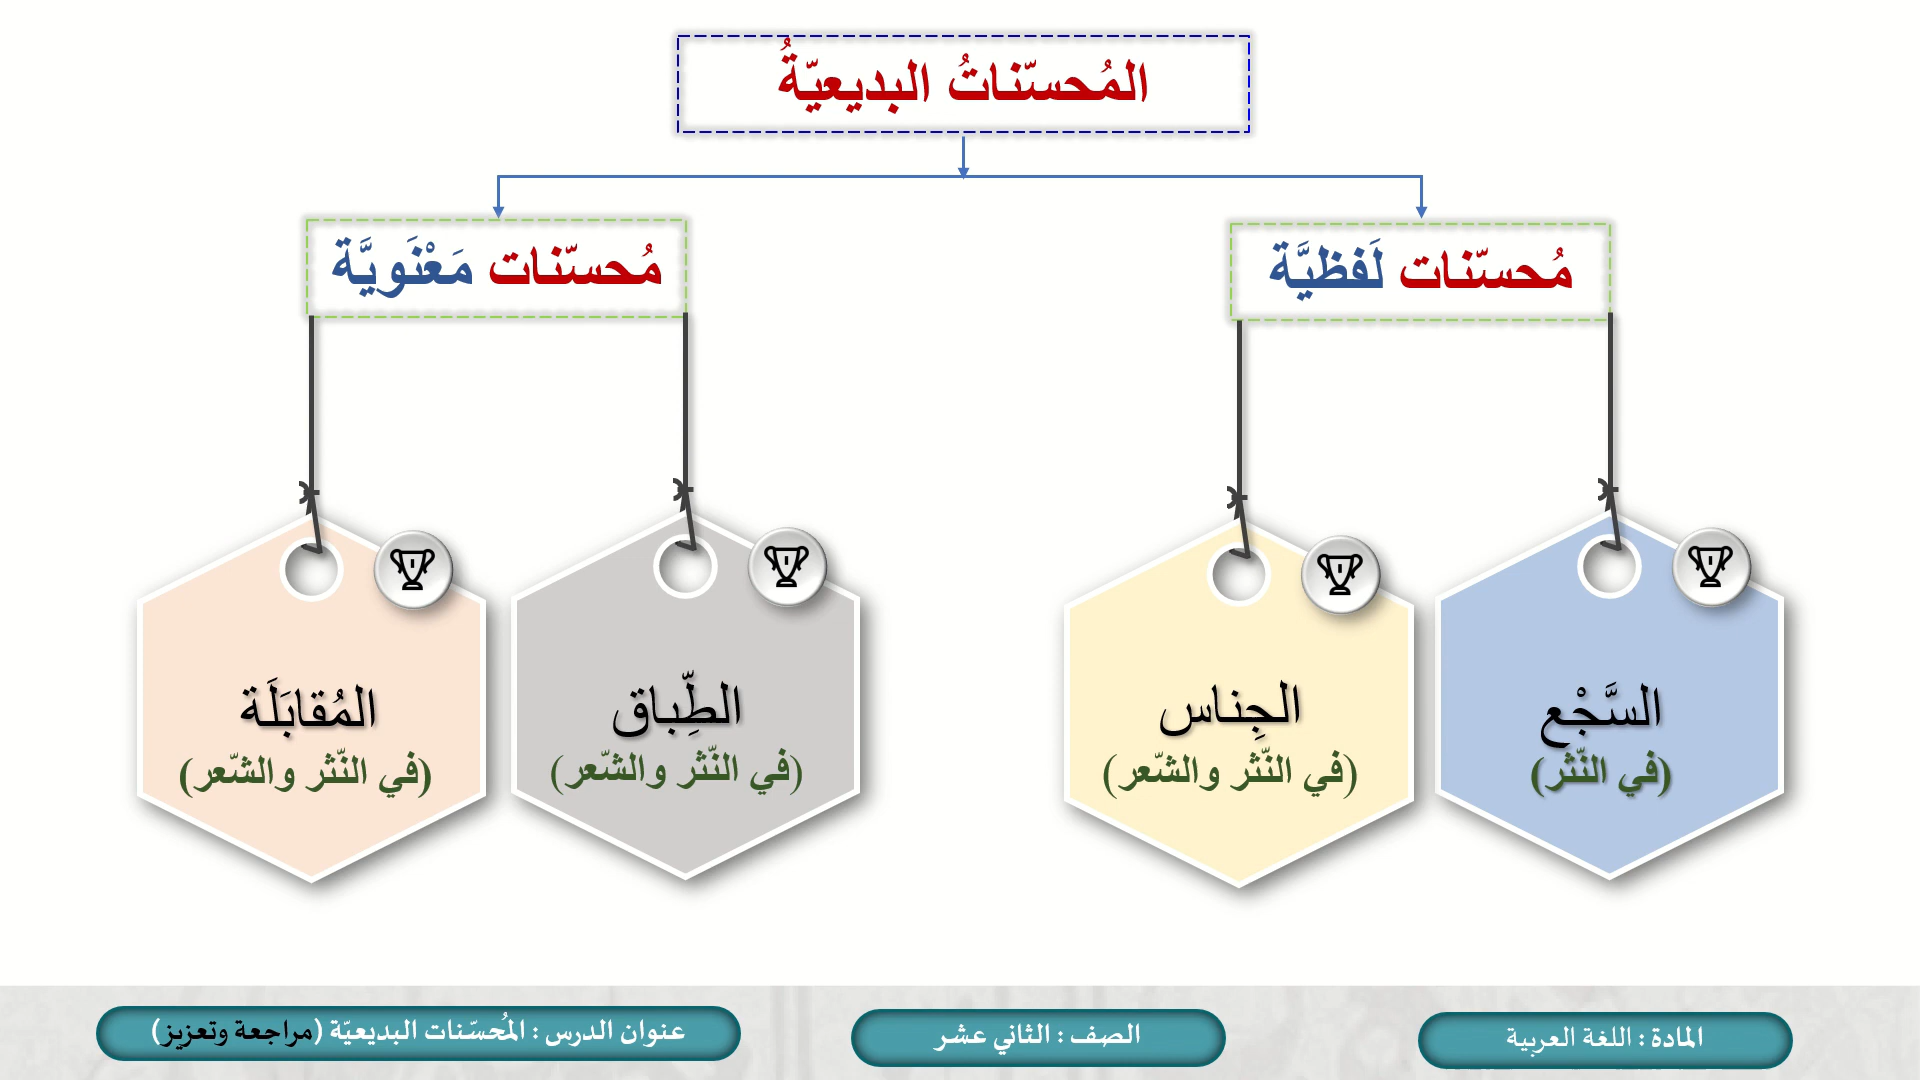 المُحسّناتُ البديعيّةُ
مُحسّنات لَفظيَّة
مُحسّنات مَعْنَويَّة
السَّجْع
(في النّثر)
الجِناس
(في النّثر والشّعر)
الطِّباق
(في النّثر والشّعر)
المُقابَلَة
(في النّثر والشّعر)
المادة : اللغة العربية
الصف : الثاني عشر
عنوان الدرس : المُحسّنات البديعيّة (مراجعة وتعزيز)